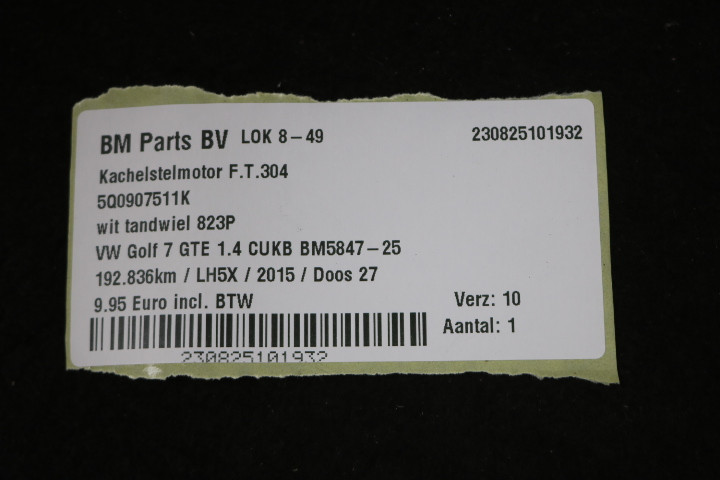 BM Parts BV LOK 8-49 230825101932
Kachelstelmotor F.T.304
5Q0907511K
wit tandwiel 823P
VW Golf 7 GTE 1.4 CUKB BM5847-25
192.836km / LH5X / 2015 / Doos 27
9.95 Euro incl. BTW Verz: 10
Aantal: 1
230825101932